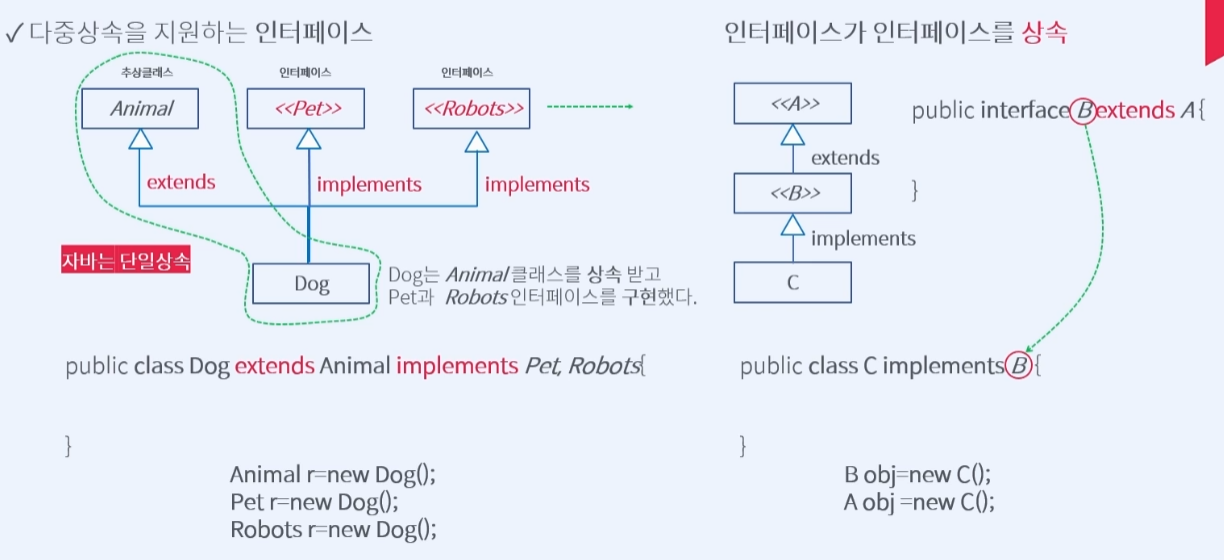 ✓ 다중상속을 지원하는 인터페이스
추상클래스
인터페이스
인터페이스
Animal
<<Pet>>
<<Robots>>
extends
implements
implements
자바는 단일상속
Dog
Dog는 Animal 클래스를 상속 받고
Pet과 Robots 인터페이스를 구현했다.
public class Dog extends Animal implements Pet, Robots{
}
Animal r=new Dog();
Pet r=new Dog();
Robots r=new Dog();
인터페이스가 인터페이스를 상속
<<A>>
extends
<<B>>
implements
C
public interface B extends A{
}
public class C implements B{
}
B obj=new C();
A obj =new C();